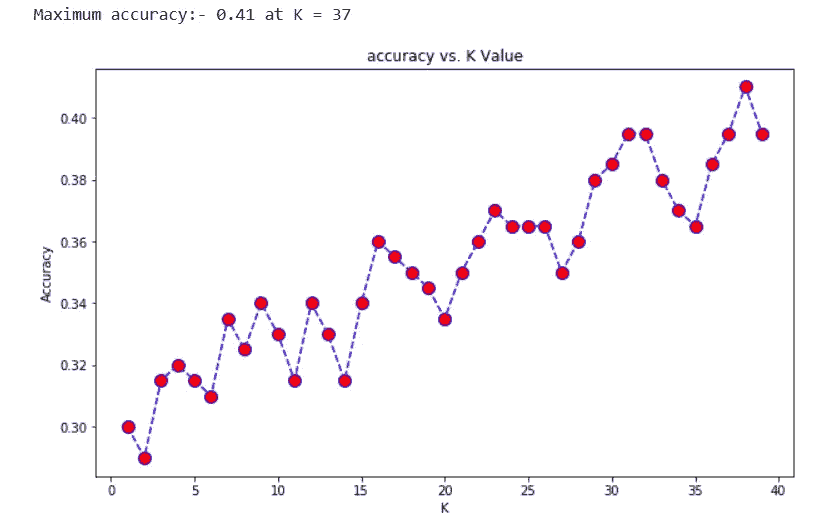 Maximum accuracy:- 0.41 at K = 37
accuracy vs. K Value
0.40
0.38
0.36
0.34
0.32
0.30
Accuracy
0 5 10 15 20 25 30 35 40
K